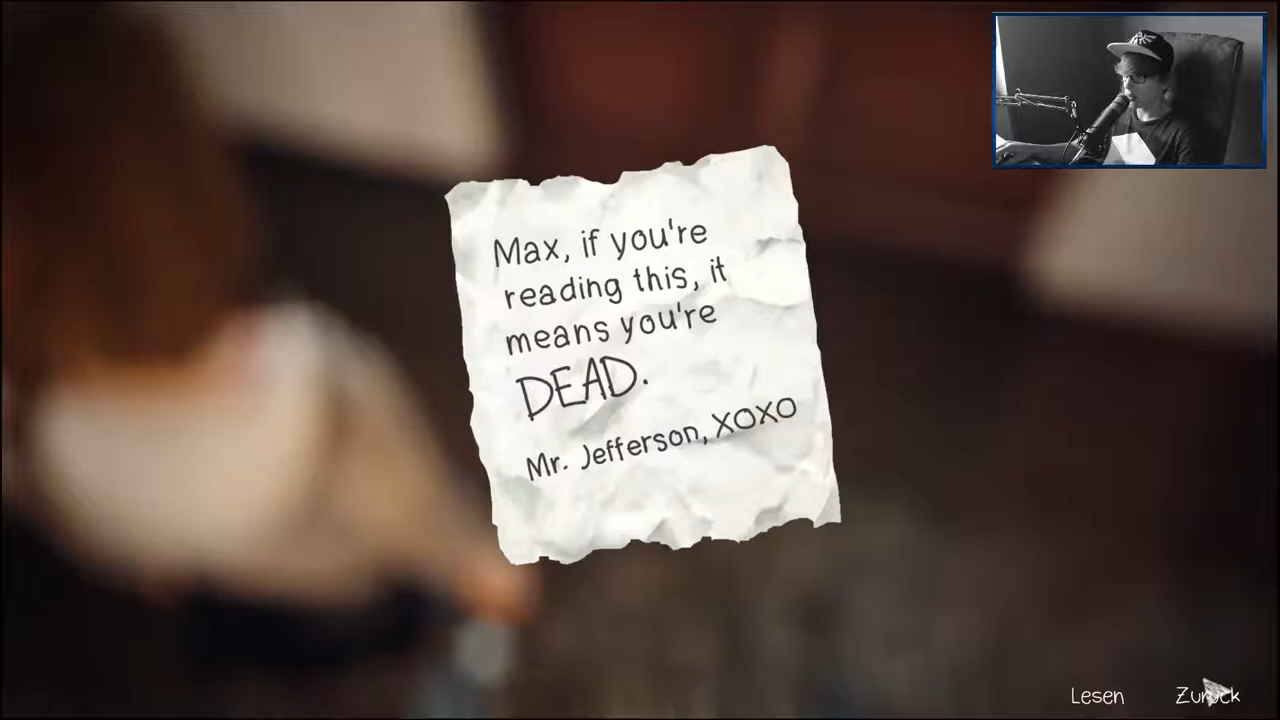 Max, if you're
reading this, it
means you're
DEAD.
Mr. Jefferson, XOXO
Lesen
Zurück